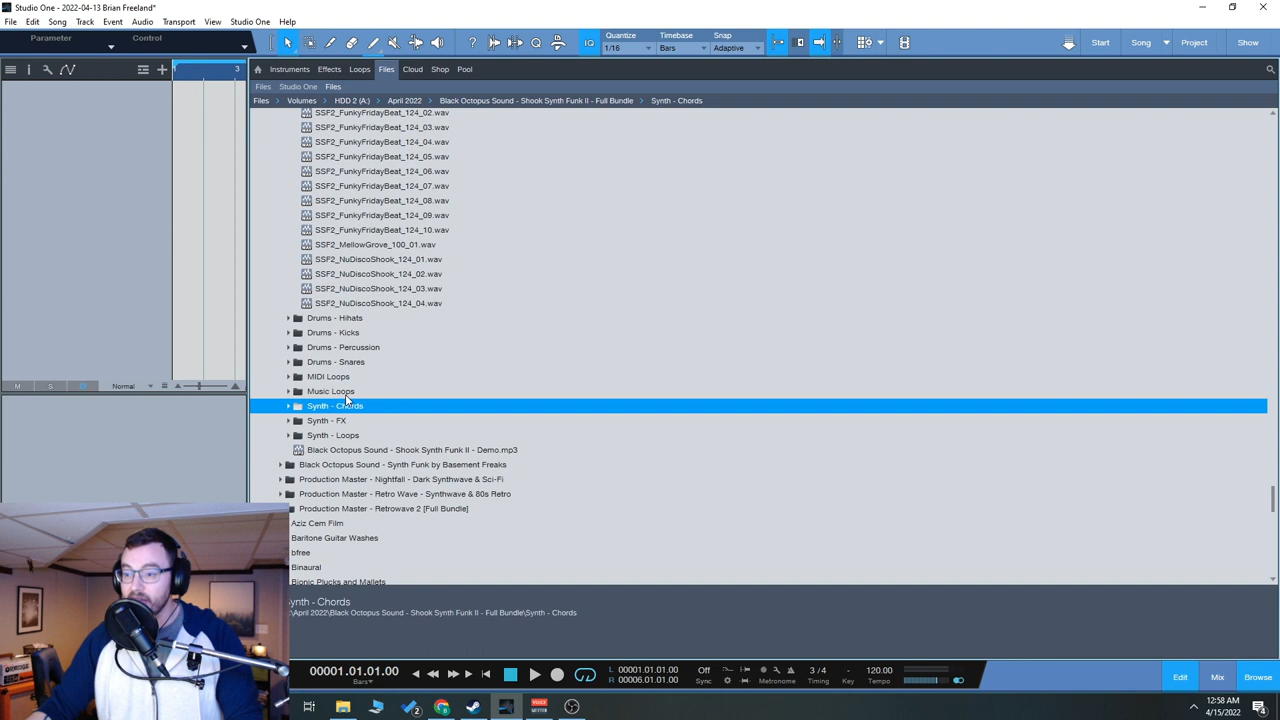 Studio One - 2022-04-13 Brian Freeland*
File Edit Song Track Event Audio Transport View Studio One Help
Parameter Control
IQ
Quantize Timebase Snap
1/16 Bars Adaptive
Start Song Project Show
1 3
Instruments Effects Loops Files Cloud Shop Pool
Files Studio One Files
Files Volumes HDD 2 (A:) April 2022 Black Octopus Sound - Shook Synth Funk II - Full Bundle Synth - Chords
SSF2_FunkyFridayBeat_124_02.wav
SSF2_FunkyFridayBeat_124_03.wav
SSF2_FunkyFridayBeat_124_04.wav
SSF2_FunkyFridayBeat_124_05.wav
SSF2_FunkyFridayBeat_124_06.wav
SSF2_FunkyFridayBeat_124_07.wav
SSF2_FunkyFridayBeat_124_08.wav
SSF2_FunkyFridayBeat_124_09.wav
SSF2_FunkyFridayBeat_124_10.wav
SSF2_MellowGrove_100_01.wav
SSF2_NuDiscoShook_124_01.wav
SSF2_NuDiscoShook_124_02.wav
SSF2_NuDiscoShook_124_03.wav
SSF2_NuDiscoShook_124_04.wav
Drums - Hihats
Drums - Kicks
Drums - Percussion
Drums - Snares
MIDI Loops
Music Loops
Synth - Chords
Synth - FX
Synth - Loops
Black Octopus Sound - Shook Synth Funk II - Demo.mp3
Black Octopus Sound - Synth Funk by Basement Freaks
Production Master - Nightfall - Dark Synthwave & Sci-Fi
Production Master - Retro Wave - Synthwave & 80s Retro
Production Master - Retrowave 2 [Full Bundle]
Aziz Cem Film
Baritone Guitar Washes
bfree
Binaural
Bionic Plucks and Mallets
M S Normal
Synth - Chords
\April 2022\Black Octopus Sound - Shook Synth Funk II - Full Bundle\Synth - Chords
00001.01.01.00
Bars
L 00001.01.01.00
R 00006.01.01.00
Off
Sync
Metronome
3 / 4
Timing
-
Key
120.00
Tempo
Edit Mix Browse
2
12:58 AM
4/15/2022
4